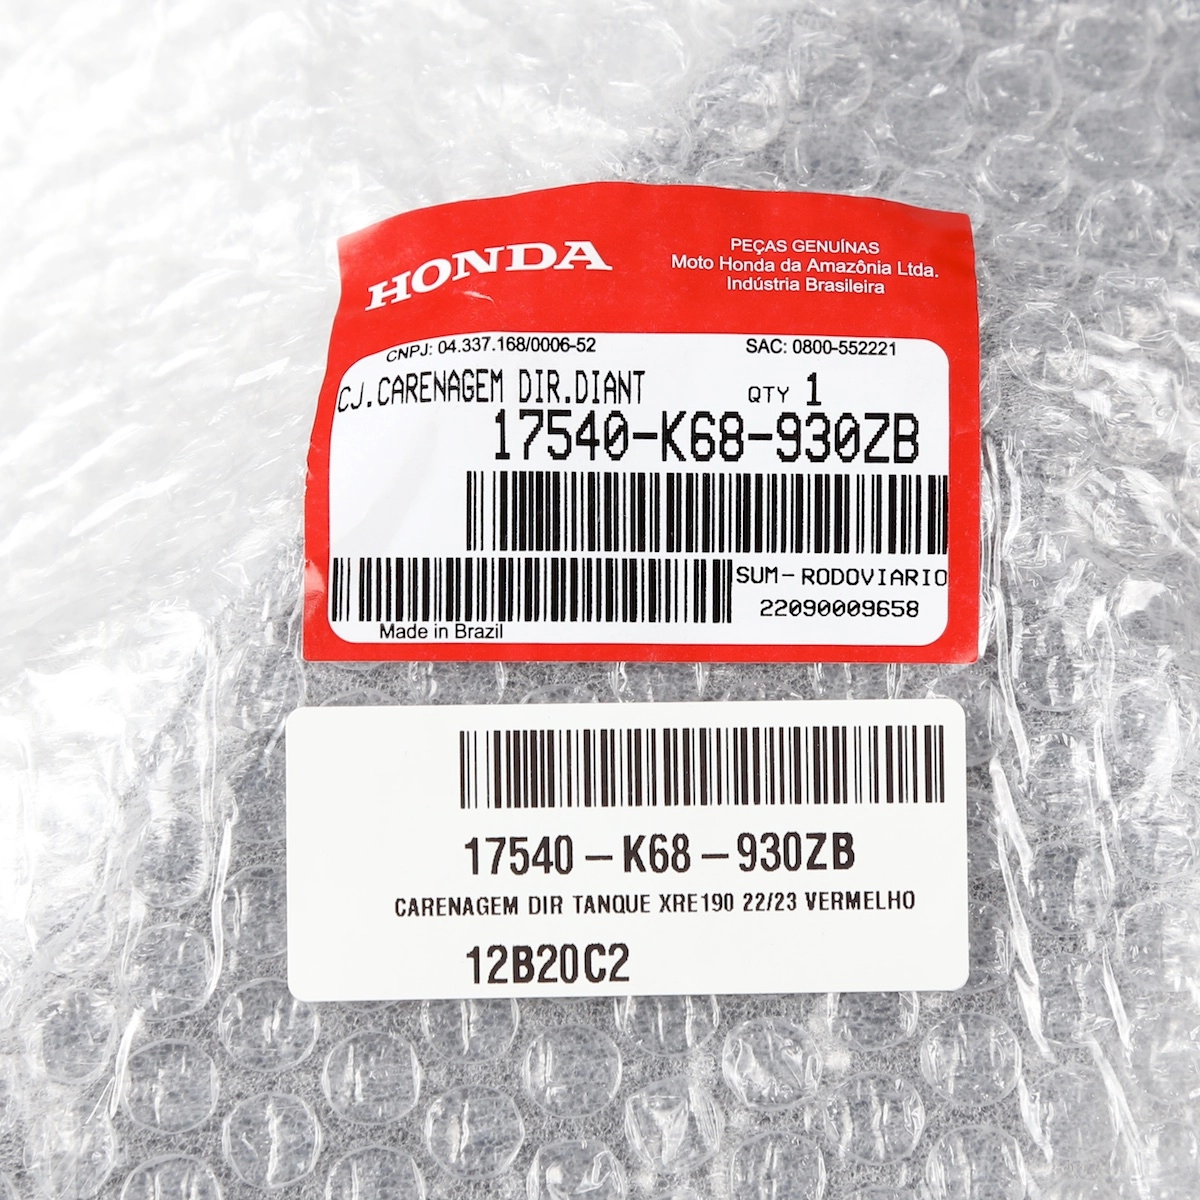 HONDA
PEÇAS GENUÍNAS
Moto Honda da Amazônia Ltda.
Indústria Brasileira
CNPJ: 04.337.168/0006-52
SAC: 0800-552221
CJ.CARENAGEM DIR.DIANT
QTY 1
17540-K68-930ZB
SUM-RODOVIARIO
22090009658
Made in Brazil
17540-K68-930ZB
CARENAGEM DIR TANQUE XRE190 22/23 VERMELHO
12B20C2